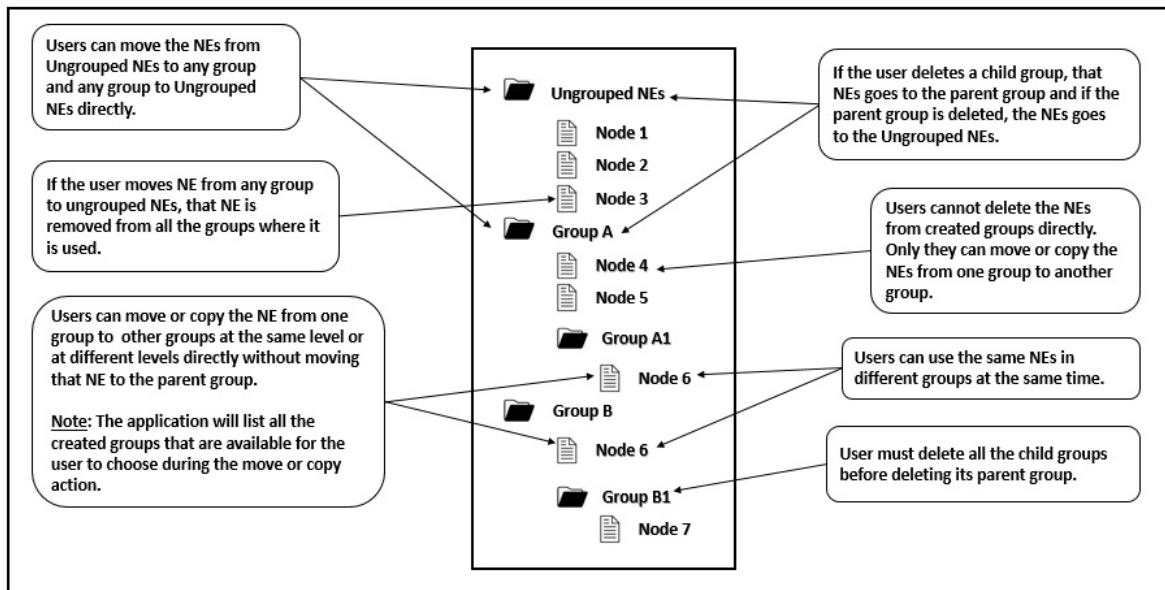 Users can move the NEs from
Ungrouped NEs to any group
and any group to Ungrouped
NEs directly.
If the user moves NE from any group
to ungrouped NEs, that NE is
removed from all the groups where it
is used.
Users can move or copy the NE from one
group to other groups at the same level or
at different levels directly without moving
that NE to the parent group.
Note: The application will list all the
created groups that are available for the
user to choose during the move or copy
action.
Ungrouped NEs
Node 1
Node 2
Node 3
Group A
Node 4
Node 5
Group A1
Node 6
Group B
Node 6
Group B1
Node 7
If the user deletes a child group, that
NEs goes to the parent group and if the
parent group is deleted, the NEs goes
to the Ungrouped NEs.
Users cannot delete the NEs
from created groups directly.
Only they can move or copy the
NEs from one group to another
group.
Users can use the same NEs in
different groups at the same time.
User must delete all the child groups
before deleting its parent group.